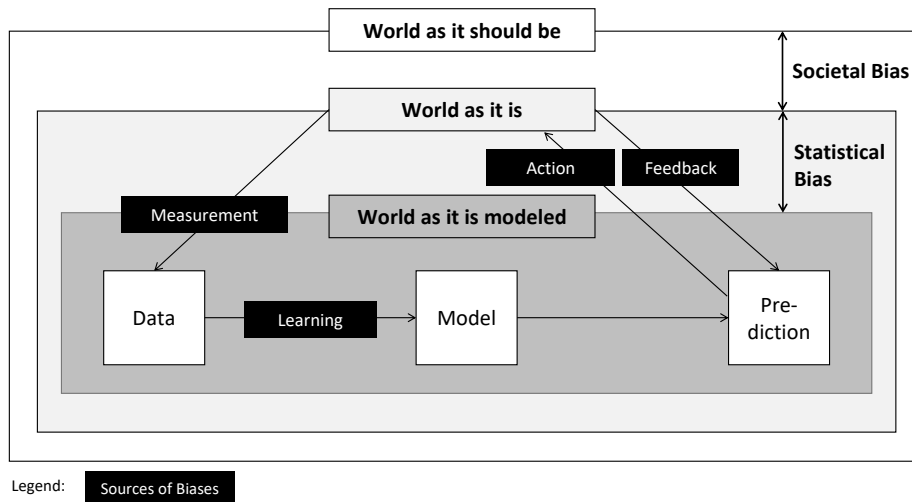 World as it should be
Societal Bias
World as it is
Action
Feedback
Statistical
Bias
Measurement
World as it is modeled
Data
Learning
Model
Pre-
diction
Legend:
Sources of Biases